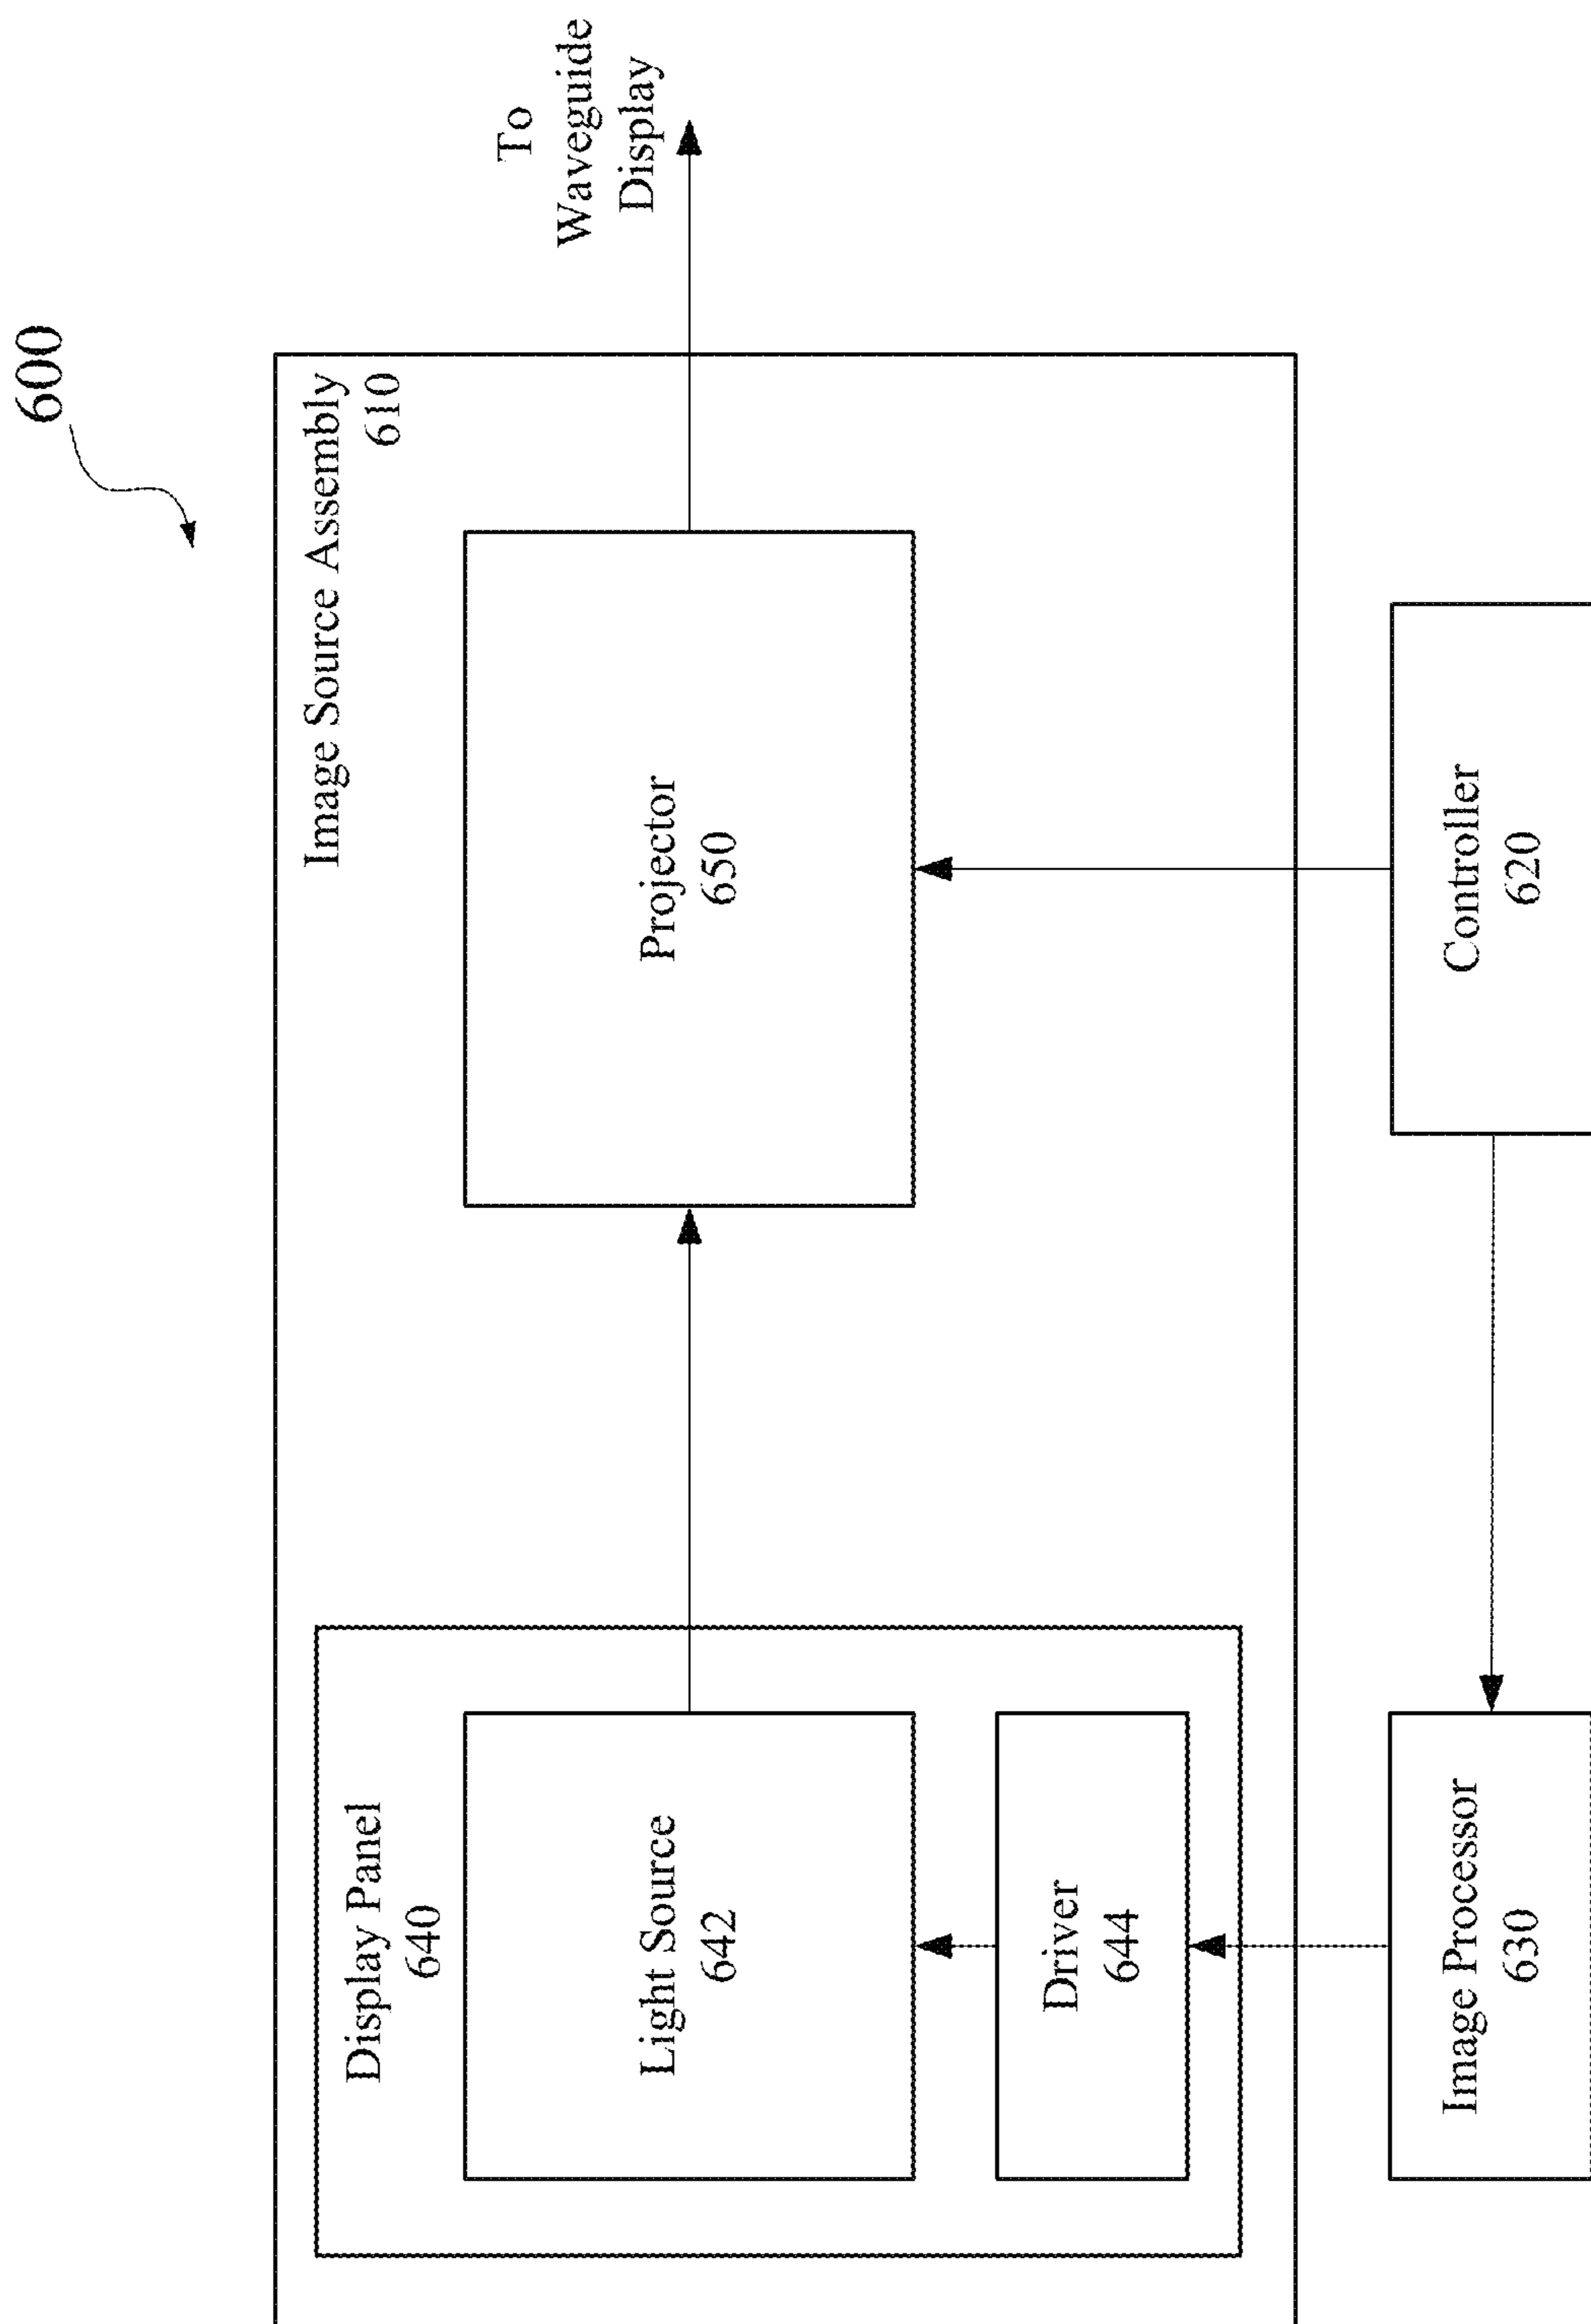 600
Image Source Assembly
610
Display Panel
640
Light Source
642
Driver
644
Projector
650
To
Waveguide
Display
Image Processor
630
Controller
620